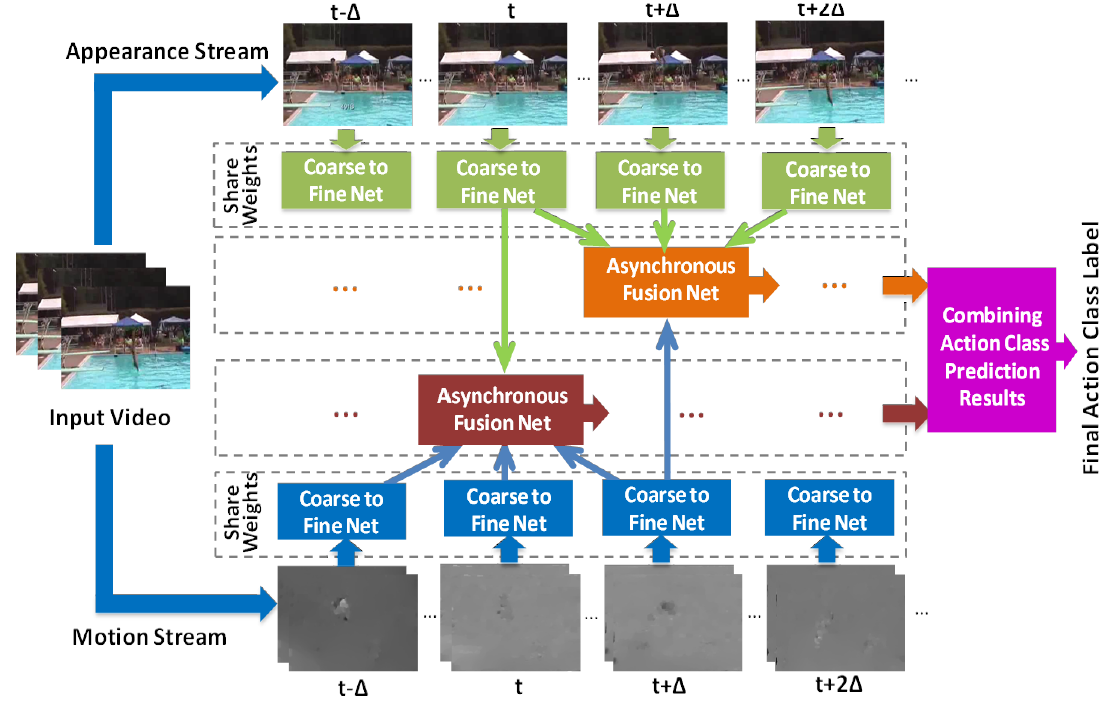 t-Δ
t
t+Δ
t+2Δ
Appearance Stream
...
...
...
...
Share
Weights
Coarse to
Fine Net
Coarse to
Fine Net
Coarse to
Fine Net
Coarse to
Fine Net
Asynchronous
Fusion Net
...
...
...
Input Video
Asynchronous
Fusion Net
...
...
...
Combining
Action Class
Prediction
Results
Final Action Class Label
Share
Weights
Coarse to
Fine Net
Coarse to
Fine Net
Coarse to
Fine Net
Coarse to
Fine Net
Motion Stream
...
...
...
...
t-Δ
t
t+Δ
t+2Δ